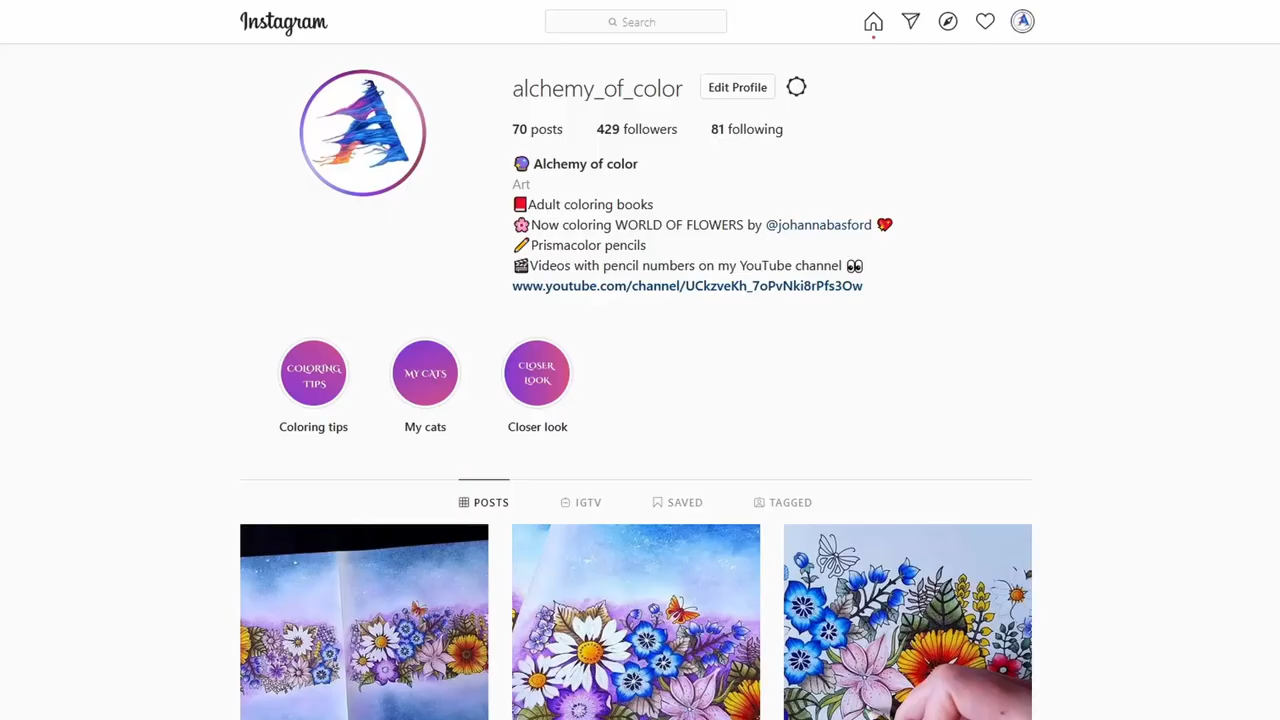 Instagram
Search
alchemy_of_color
Edit Profile
70 posts
429 followers
81 following
Alchemy of color
Art
Adult coloring books
Now coloring WORLD OF FLOWERS by @johannabasford
Prismacolor pencils
Videos with pencil numbers on my YouTube channel
www.youtube.com/channel/UCkzveKh_7oPvNki8rPfs3Ow
COLORING
TIPS
MY CATS
CLOSER
LOOK
Coloring tips
My cats
Closer look
POSTS
IGTV
SAVED
TAGGED